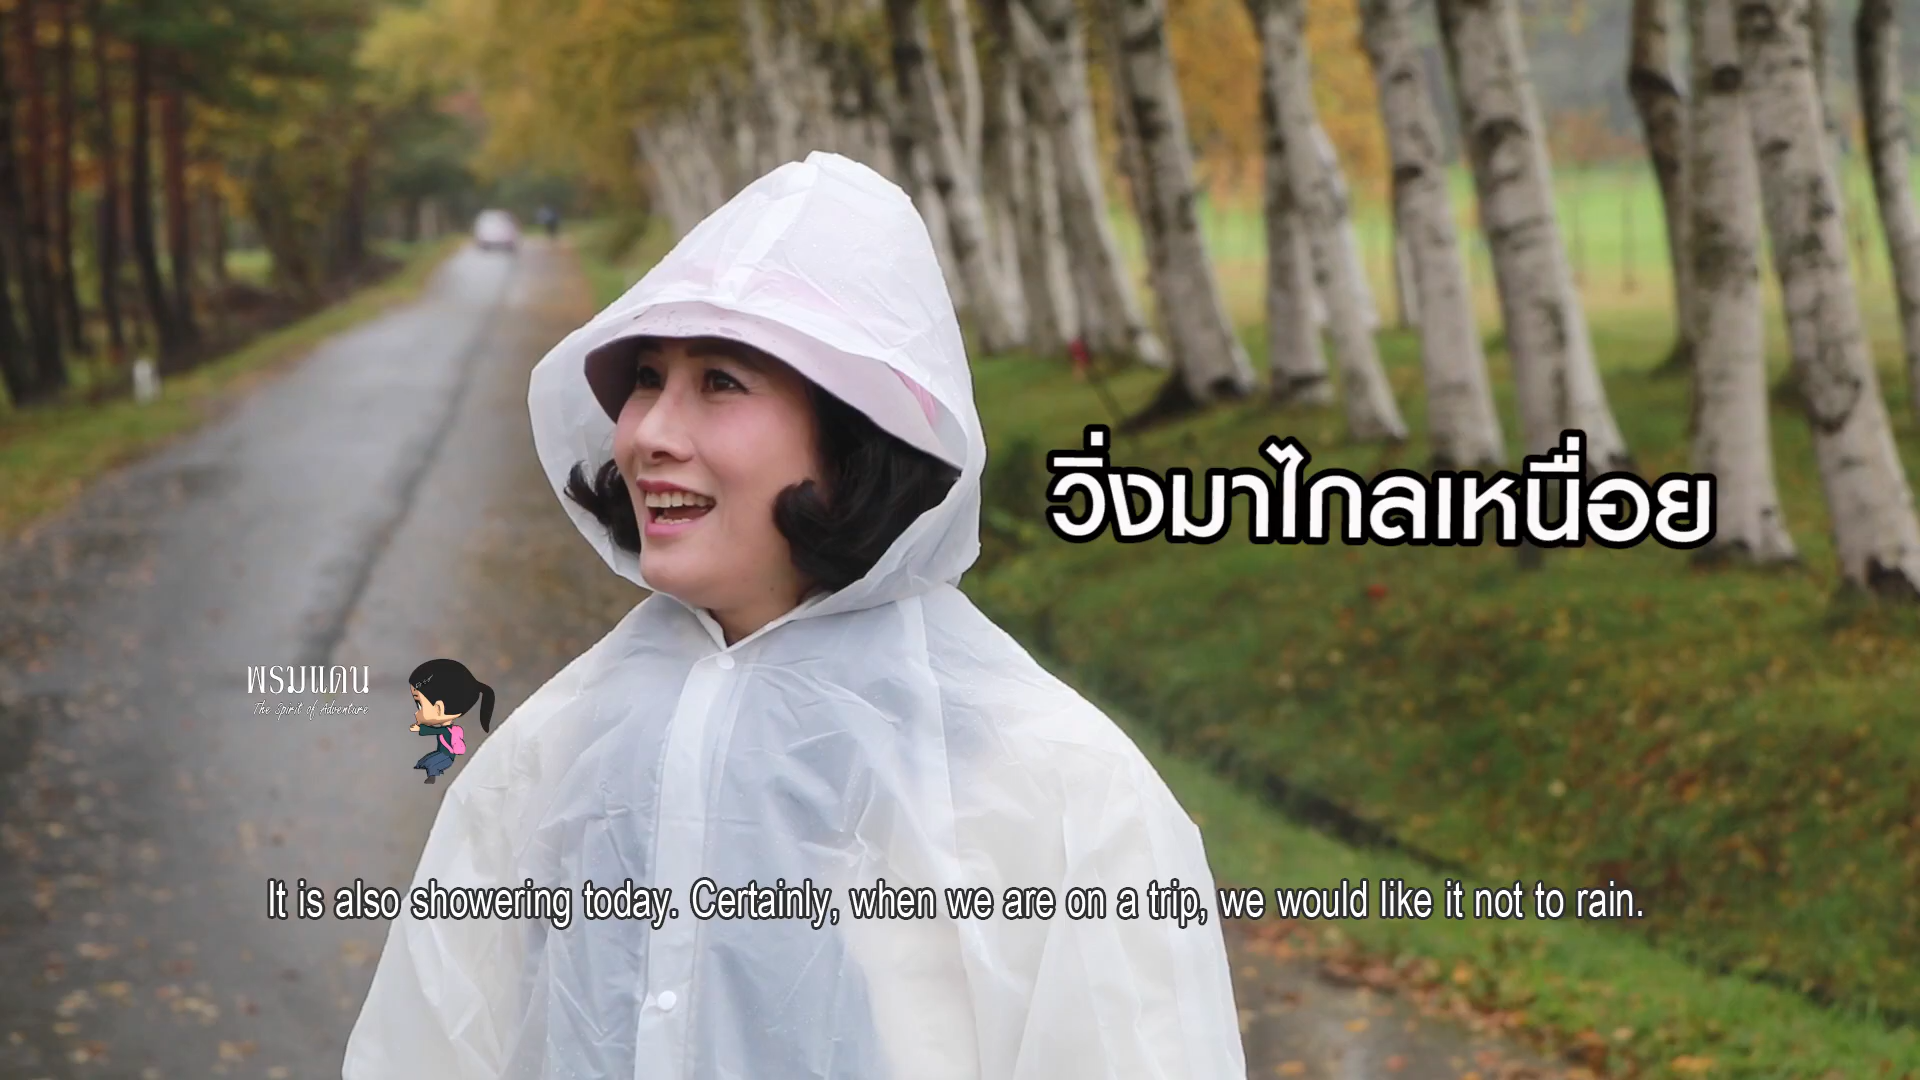 วิ่งมาไกลเหนื่อย
พรมแดน
The Spirit of Adventure
It is also showering today. Certainly, when we are on a trip, we would like it not to rain.